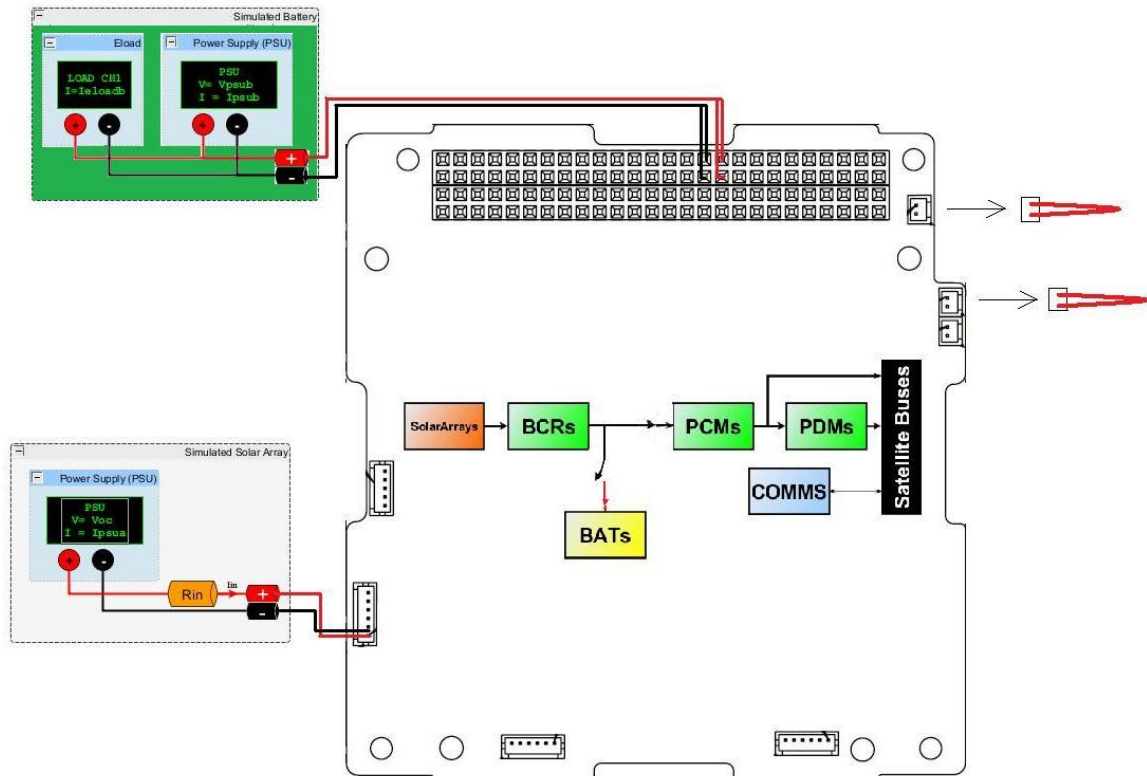 Simulated Battery
Eload
Power Supply (PSU)
LOAD CH1
I=Ieloadb
PSU
V= Vpsub
I = Ipsub
+
-
+
-
+
-
SolarArrays
BCRs
PCMs
PDMs
Satellite Buses
COMMS
BATs
Simulated Solar Array
Power Supply (PSU)
PSU
V= Voc
I = Ipsua
+
-
Rin
Iin
+
-